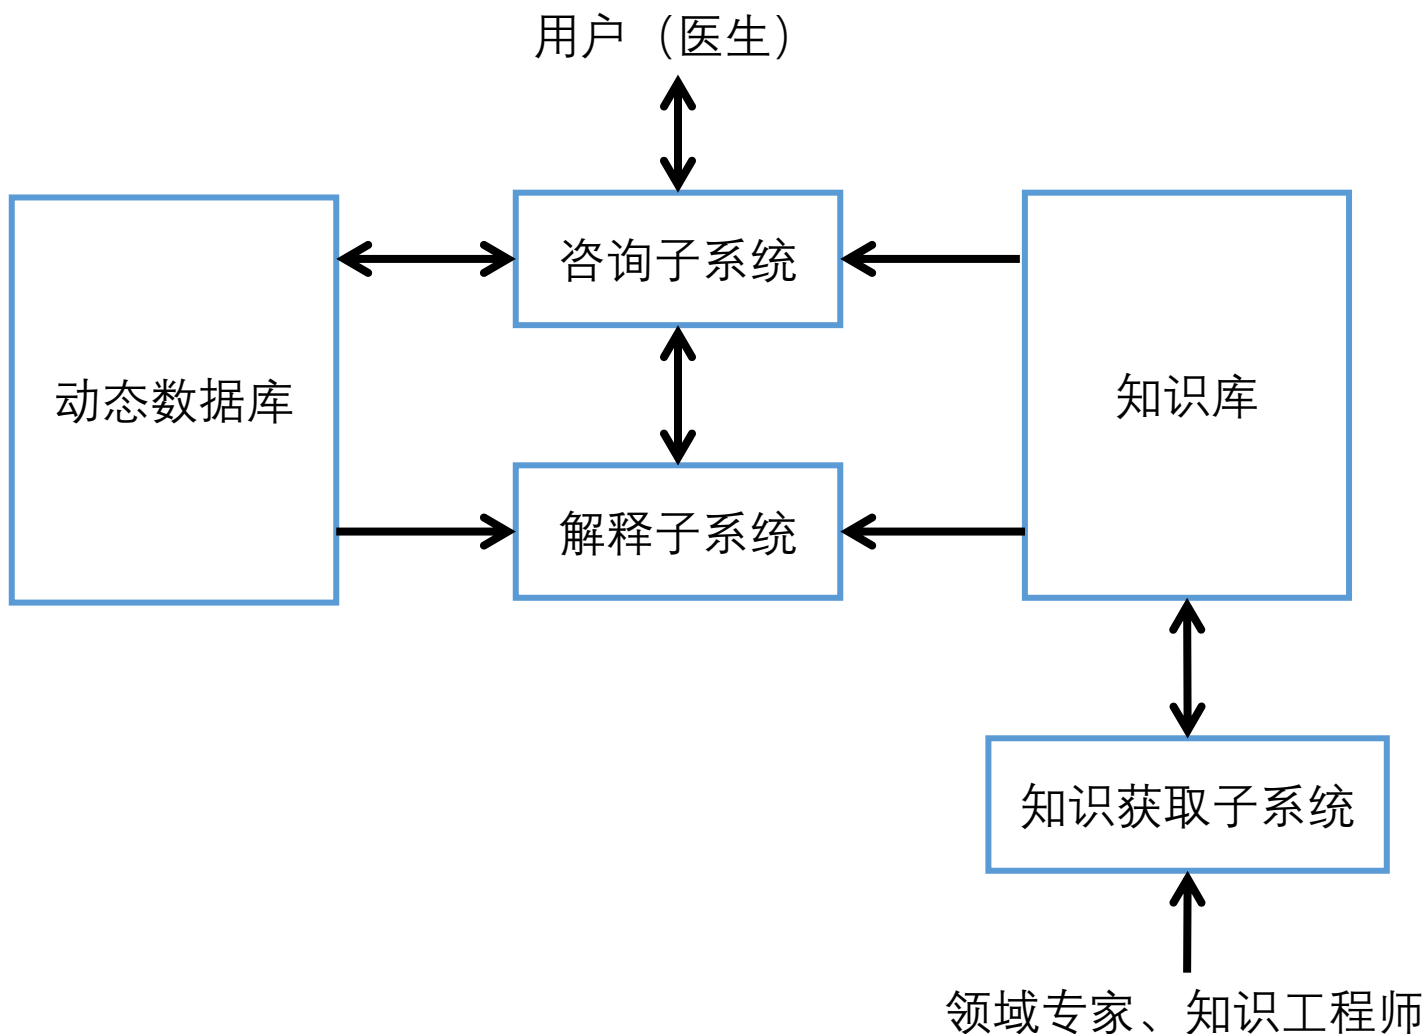 用户（医生）
咨询子系统
动态数据库
知识库
解释子系统
知识获取子系统
领域专家、知识工程师